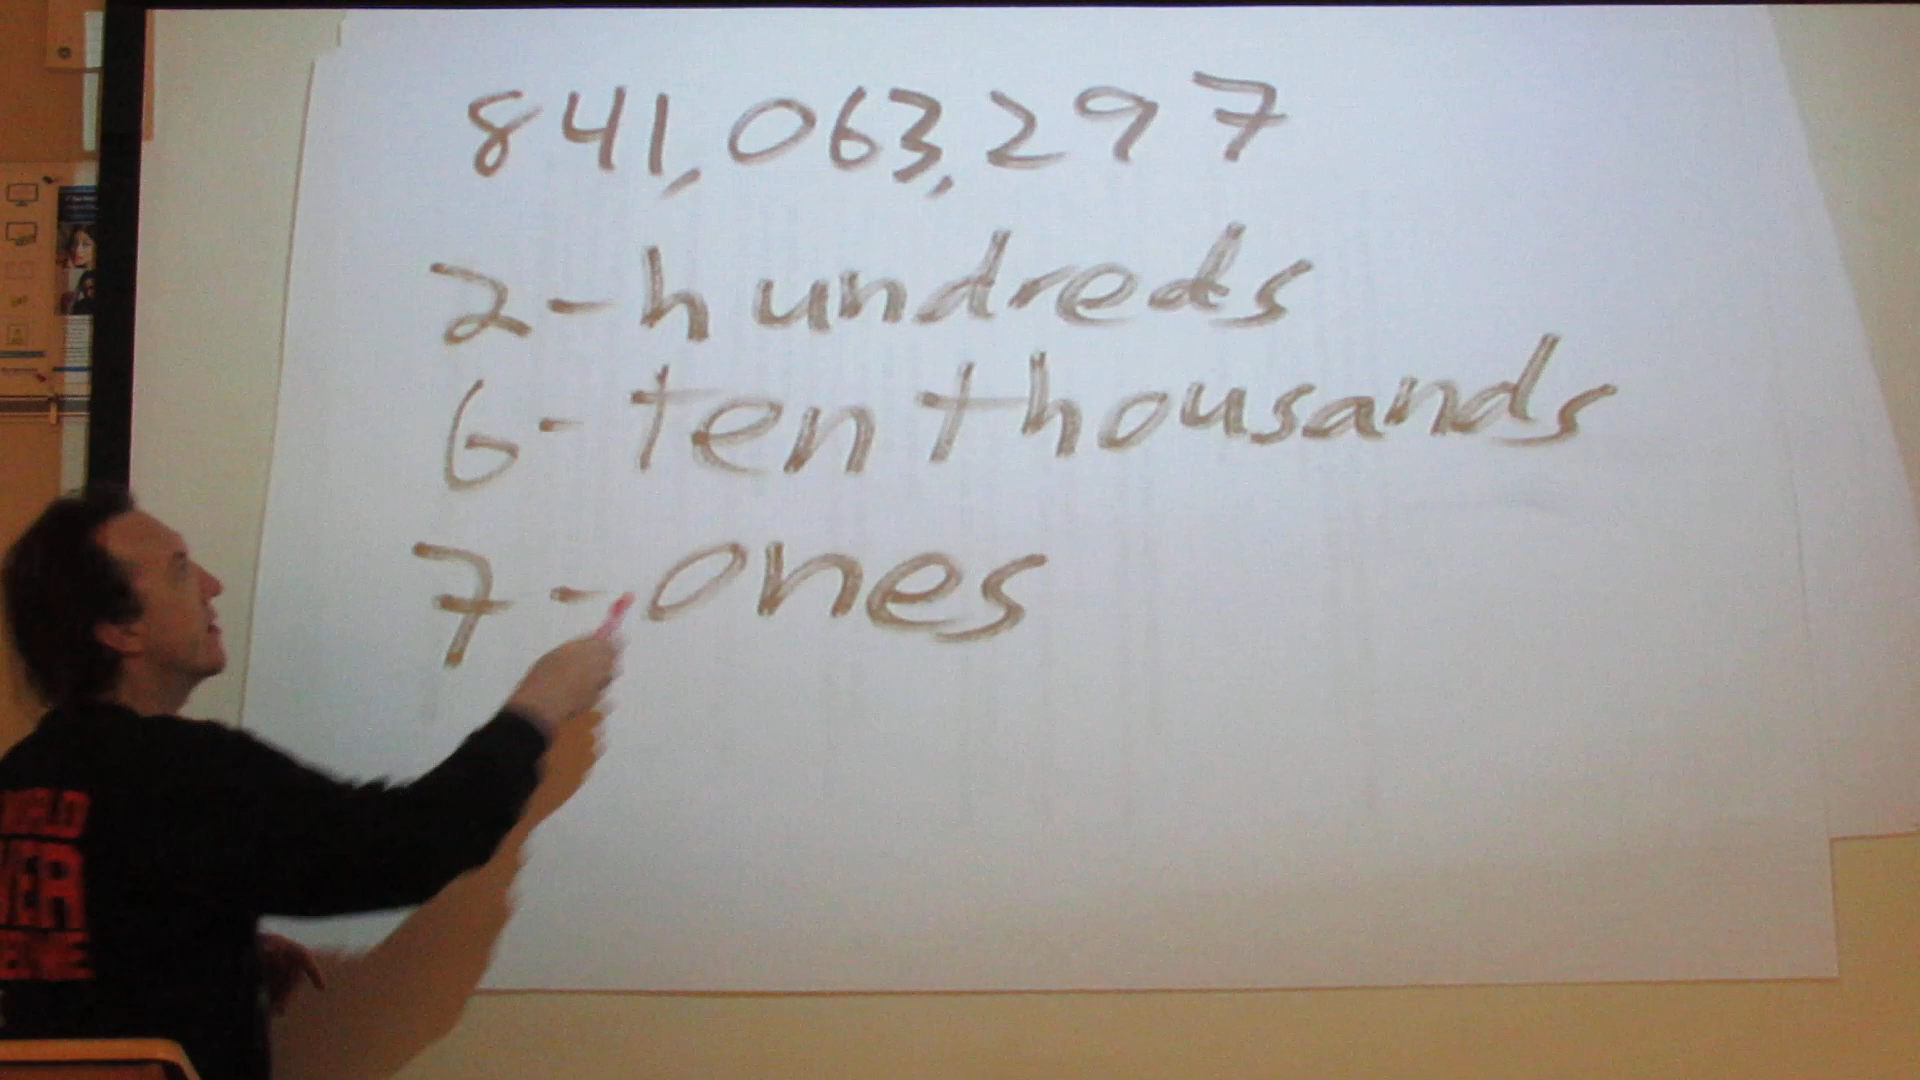 841,063,297
2-hundreds
6-ten thousands
7-ones